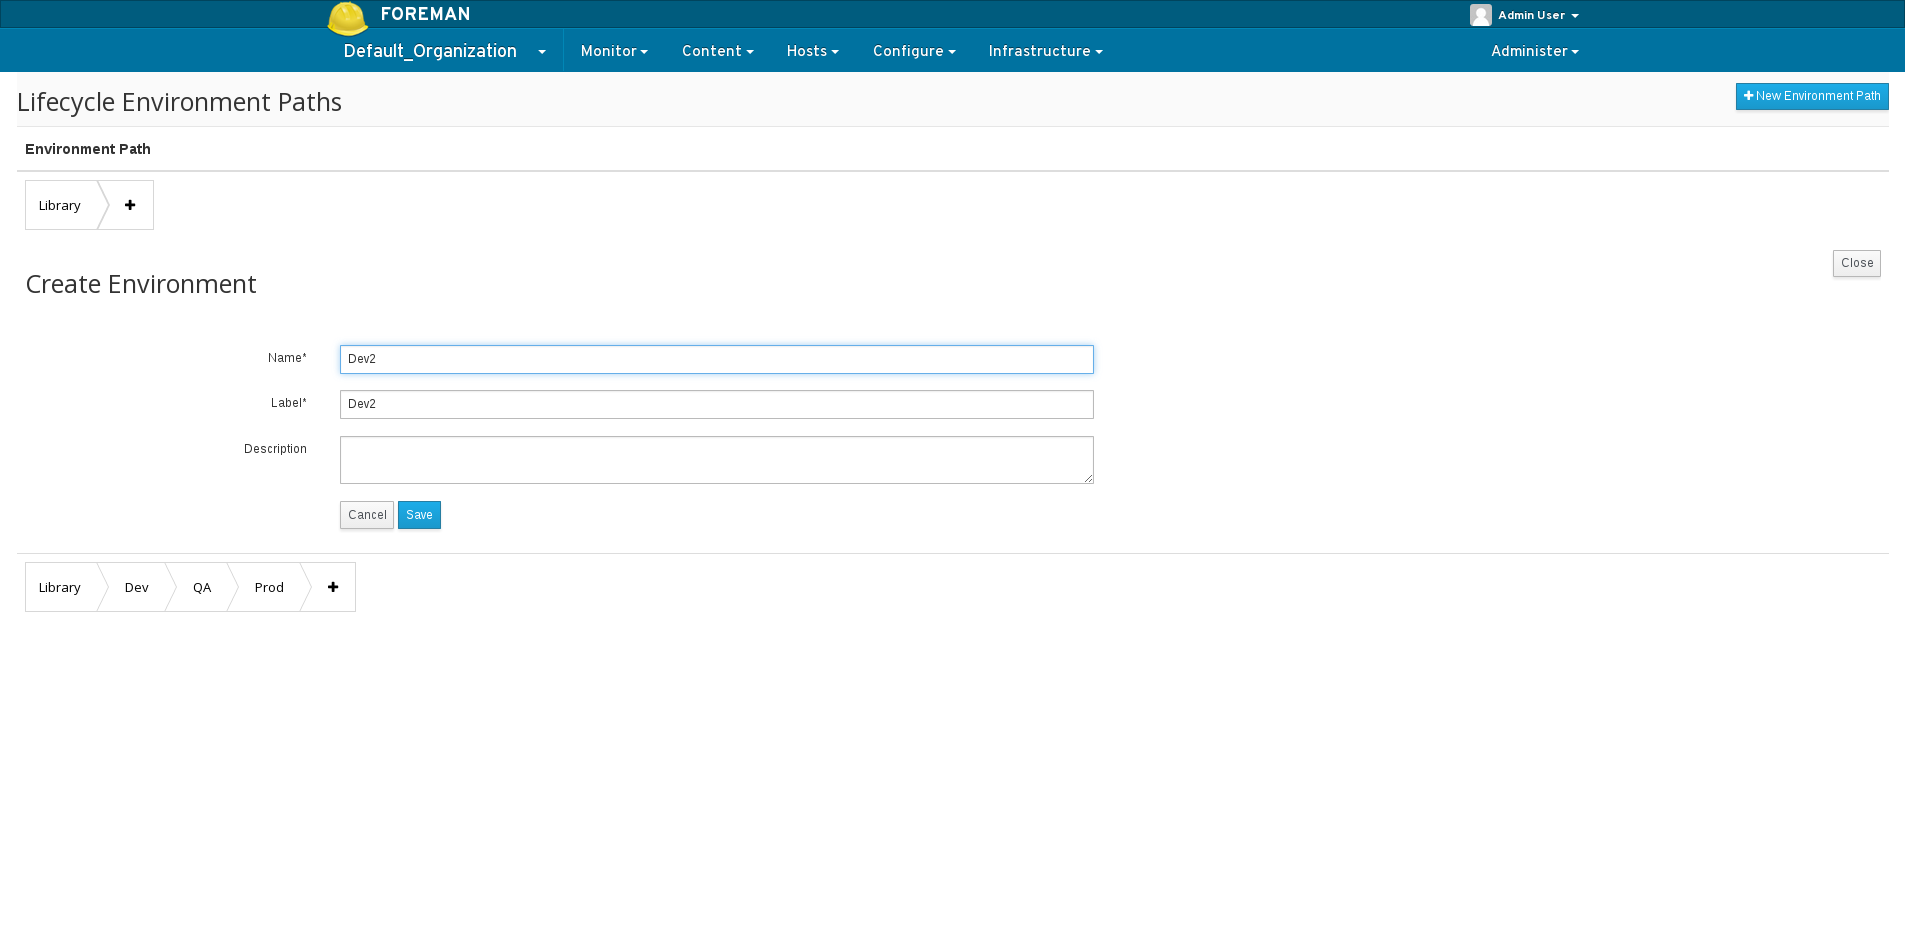 FOREMAN
Admin User
Default_Organization Monitor Content Hosts Configure Infrastructure Administer
Lifecycle Environment Paths
New Environment Path
Environment Path
Library
Close
Create Environment
Name* Dev2
Label* Dev2
Description
Cancel Save
Library Dev QA Prod